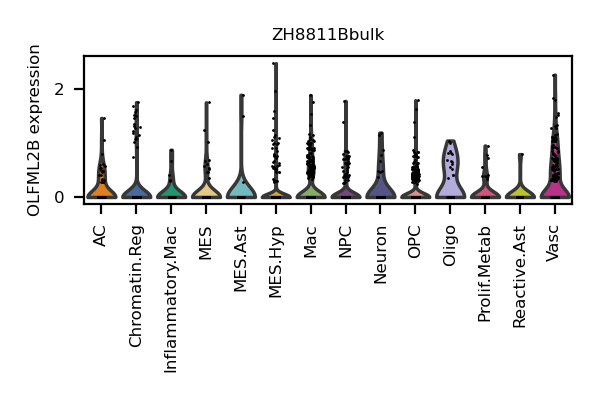 ZH8811Bbulk
OLFML2B expression
2
0
AC
Chromatin.Reg
Inflammatory.Mac
MES
MES.Ast
MES.Hyp
Mac
NPC
Neuron
OPC
Oligo
Prolif.Metab
Reactive.Ast
Vasc